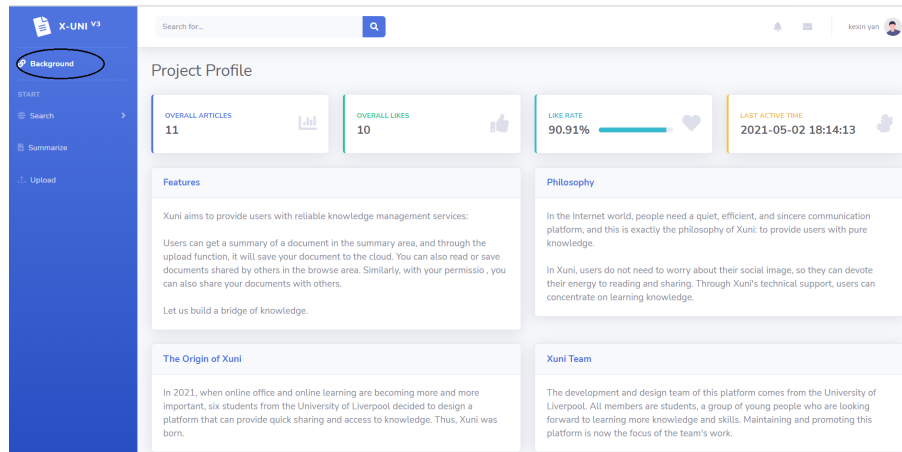 X-UNI V3
Search for...
kexin yan
Background
START
Search
Summarize
Upload
Project Profile
OVERALL ARTICLES
11
OVERALL LIKES
10
LIKE RATE
90.91%
LAST ACTIVE TIME
2021-05-02 18:14:13
Features
Xuni aims to provide users with reliable knowledge management services:
Users can get a summary of a document in the summary area, and through the
upload function, it will save your document to the cloud. You can also read or save
documents shared by others in the browse area. Similarly, with your permissio , you
can also share your documents with others.
Let us build a bridge of knowledge.
Philosophy
In the Internet world, people need a quiet, efficient, and sincere communication
platform, and this is exactly the philosophy of Xuni: to provide users with pure
knowledge.
In Xuni, users do not need to worry about their social image, so they can devote
their energy to reading and sharing. Through Xuni's technical support, users can
concentrate on learning knowledge.
The Origin of Xuni
In 2021, when online office and online learning are becoming more and more
important, six students from the University of Liverpool decided to design a
platform that can provide quick sharing and access to knowledge. Thus, Xuni was
born.
Xuni Team
The development and design team of this platform comes from the University of
Liverpool. All members are students, a group of young people who are looking
forward to learning more knowledge and skills. Maintaining and promoting this
platform is now the focus of the team's work.